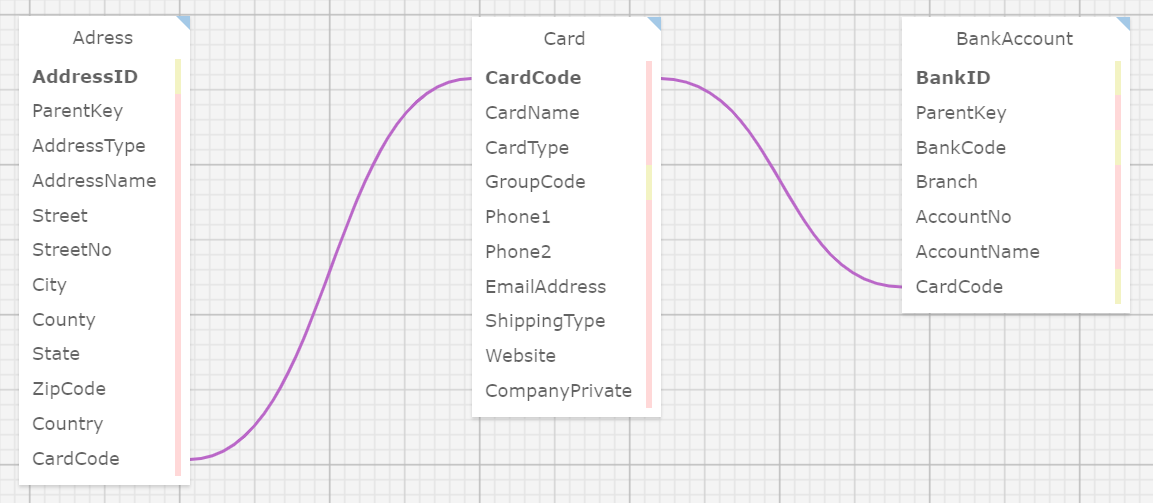 Adress
AddressID
ParentKey
AddressType
AddressName
Street
StreetNo
City
County
State
ZipCode
Country
CardCode
Card
CardCode
CardName
CardType
GroupCode
Phone1
Phone2
EmailAddress
ShippingType
Website
CompanyPrivate
BankAccount
BankID
ParentKey
BankCode
Branch
AccountNo
AccountName
CardCode